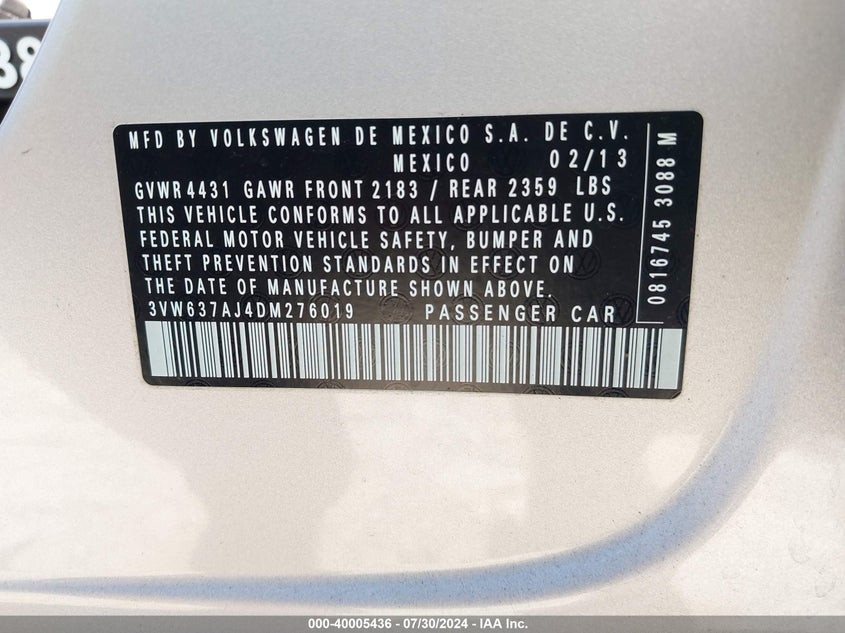 88
MFD BY VOLKSWAGEN DE MEXICO S.A. DE C.V.
MEXICO 02/13
GVWR 4431 GAWR FRONT 2183 / REAR 2359 LBS
THIS VEHICLE CONFORMS TO ALL APPLICABLE U.S.
FEDERAL MOTOR VEHICLE SAFETY, BUMPER AND
THEFT PREVENTION STANDARDS IN EFFECT ON
THE DATE OF MANUFACTURE SHOWN ABOVE.
3VW637AJ4DM276019 PASSENGER CAR
0816745 3088 M
000-40005436 - 07/30/2024 - IAA Inc.